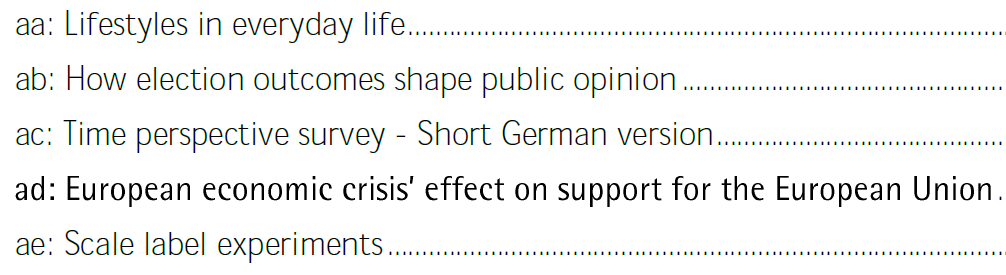 aa: Lifestyles in everyday life..........................................................................................
ab: How election outcomes shape public opinion ................................................
ac: Time perspective survey - Short German version...........................................
ad: European economic crisis’ effect on support for the European Union .
ae: Scale label experiments.............................................................................................